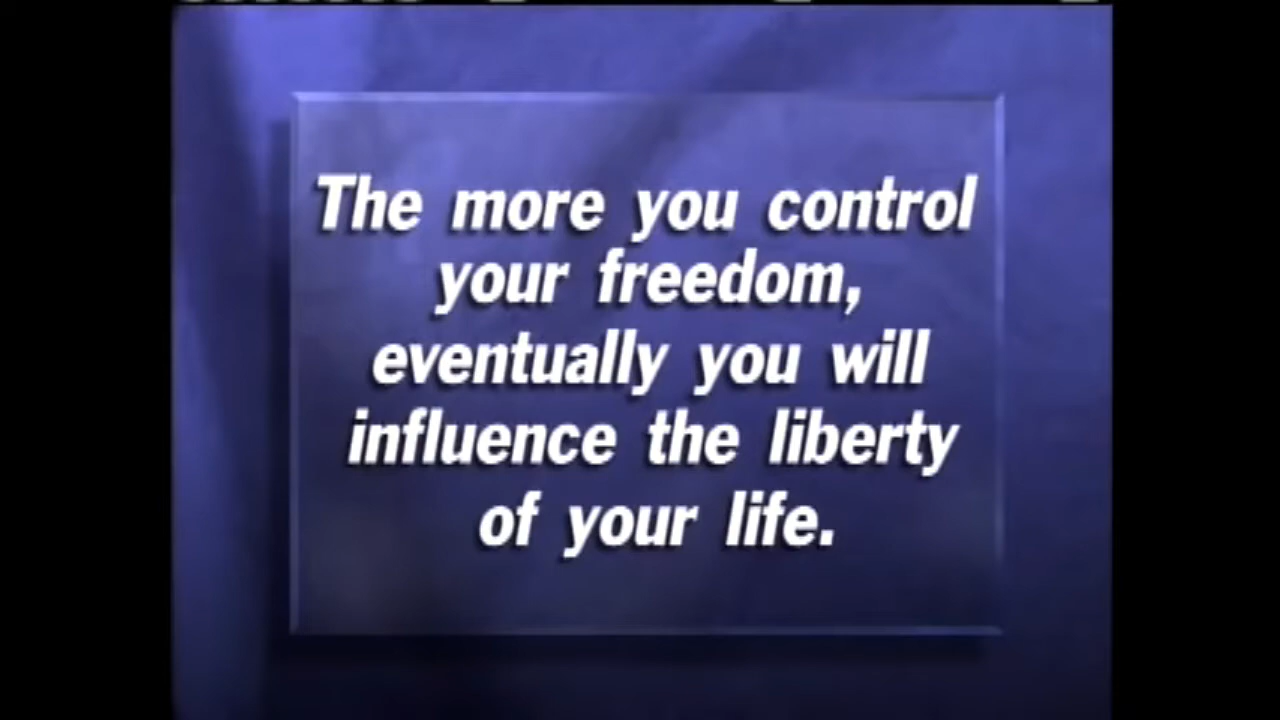 The more you control
your freedom,
eventually you will
influence the liberty
of your life.